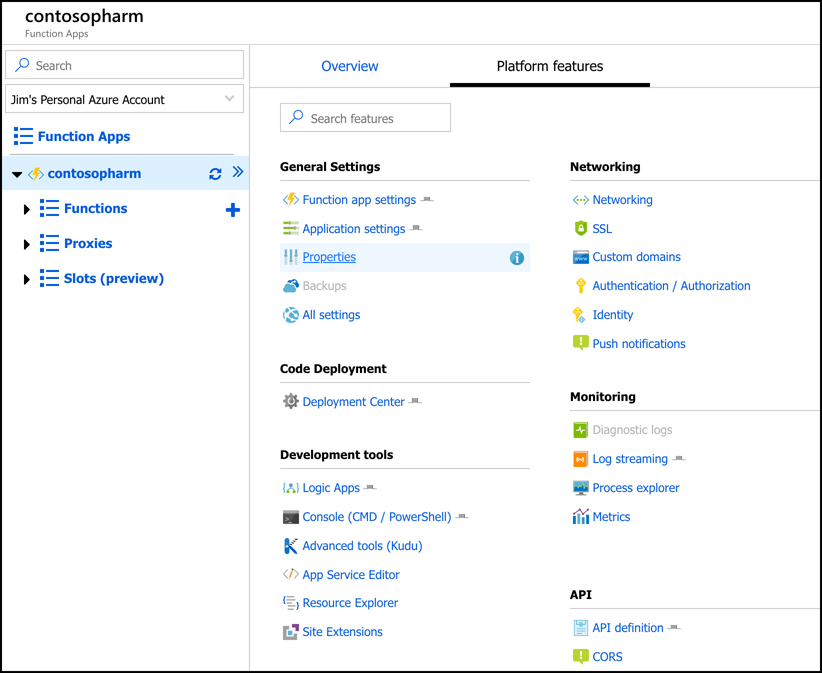 contosopharm
Function Apps
Search
Jim's Personal Azure Account
Function Apps
contosopharm
Functions
Proxies
Slots (preview)
Overview
Platform features
Search features
General Settings
Function app settings
Application settings
Properties
Backups
All settings
Code Deployment
Deployment Center
Development tools
Logic Apps
Console (CMD / PowerShell)
Advanced tools (Kudu)
App Service Editor
Resource Explorer
Site Extensions
Networking
Networking
SSL
Custom domains
Authentication / Authorization
Identity
Push notifications
Monitoring
Diagnostic logs
Log streaming
Process explorer
Metrics
API
API definition
CORS